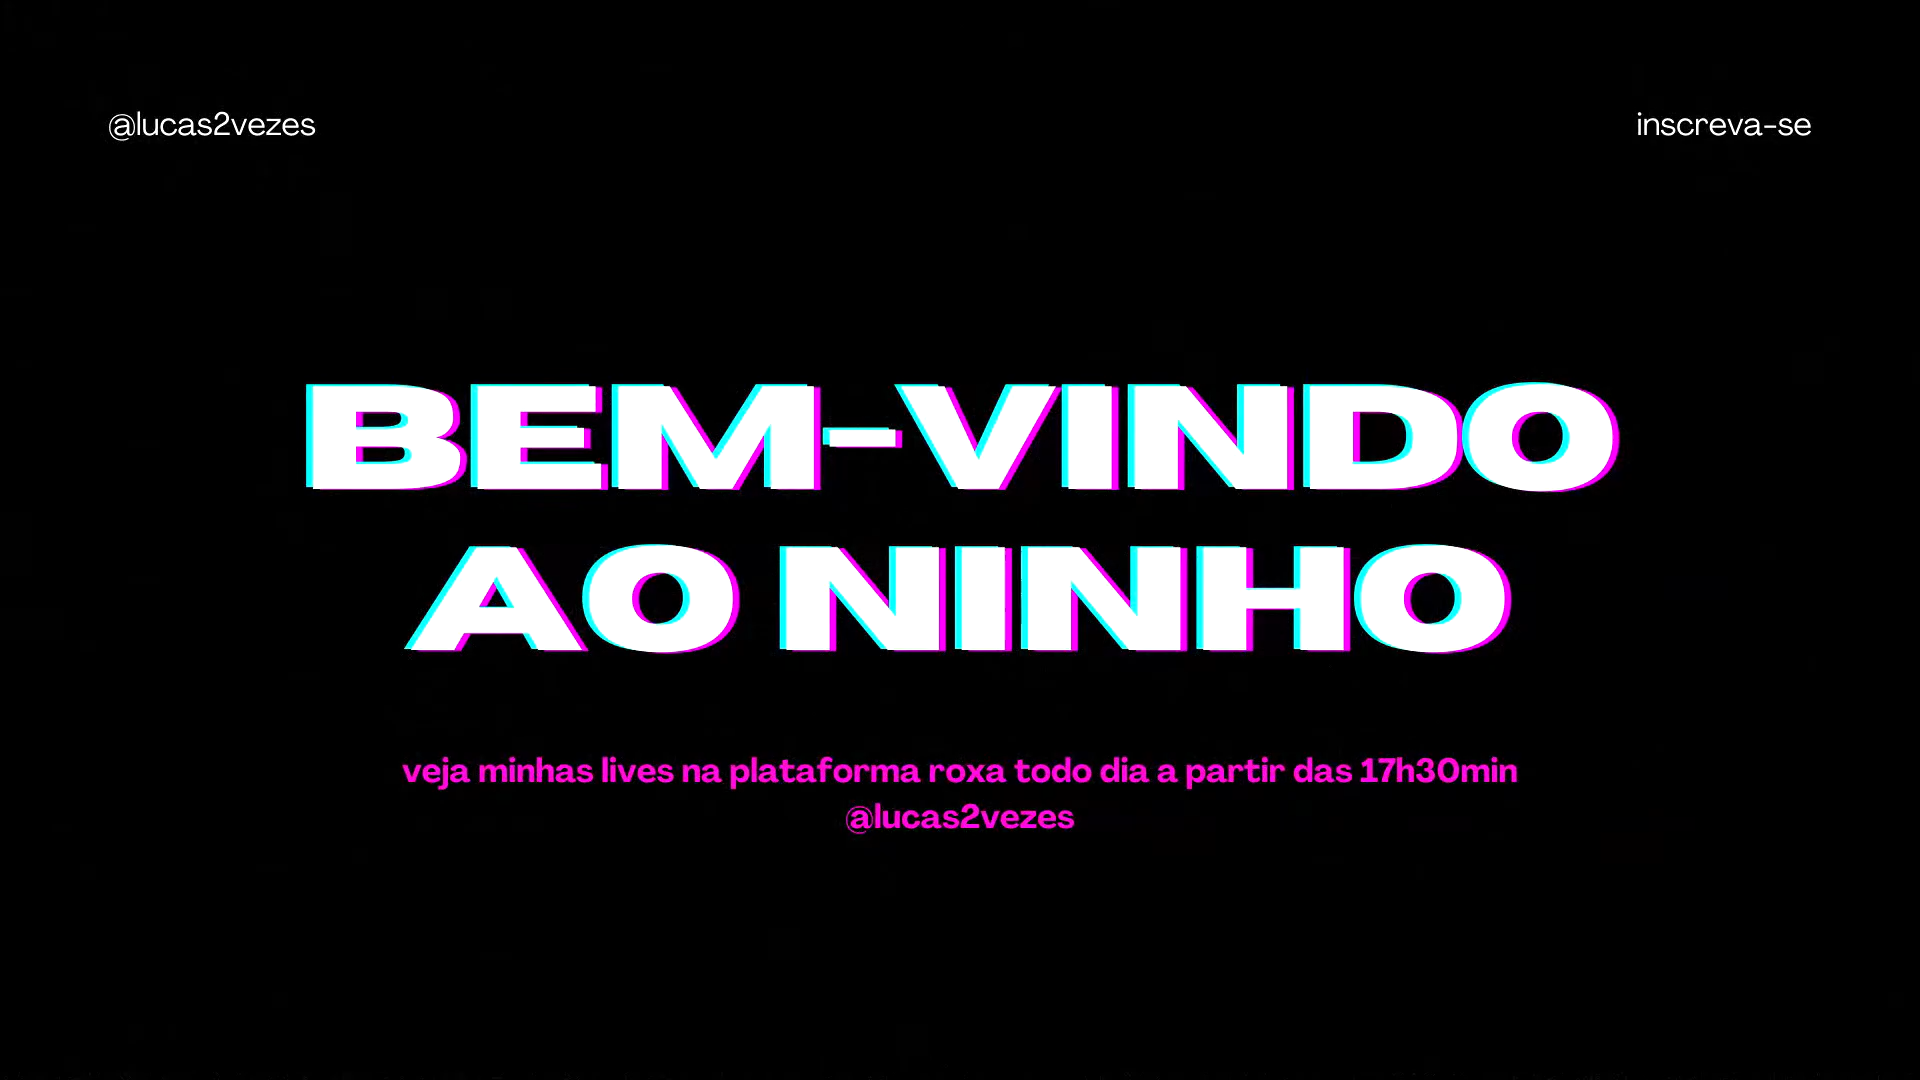 @lucas2vezes
inscreva-se
BEM-VINDO
AO NINHO
veja minhas lives na plataforma roxa todo dia a partir das 17h30min
@lucas2vezes